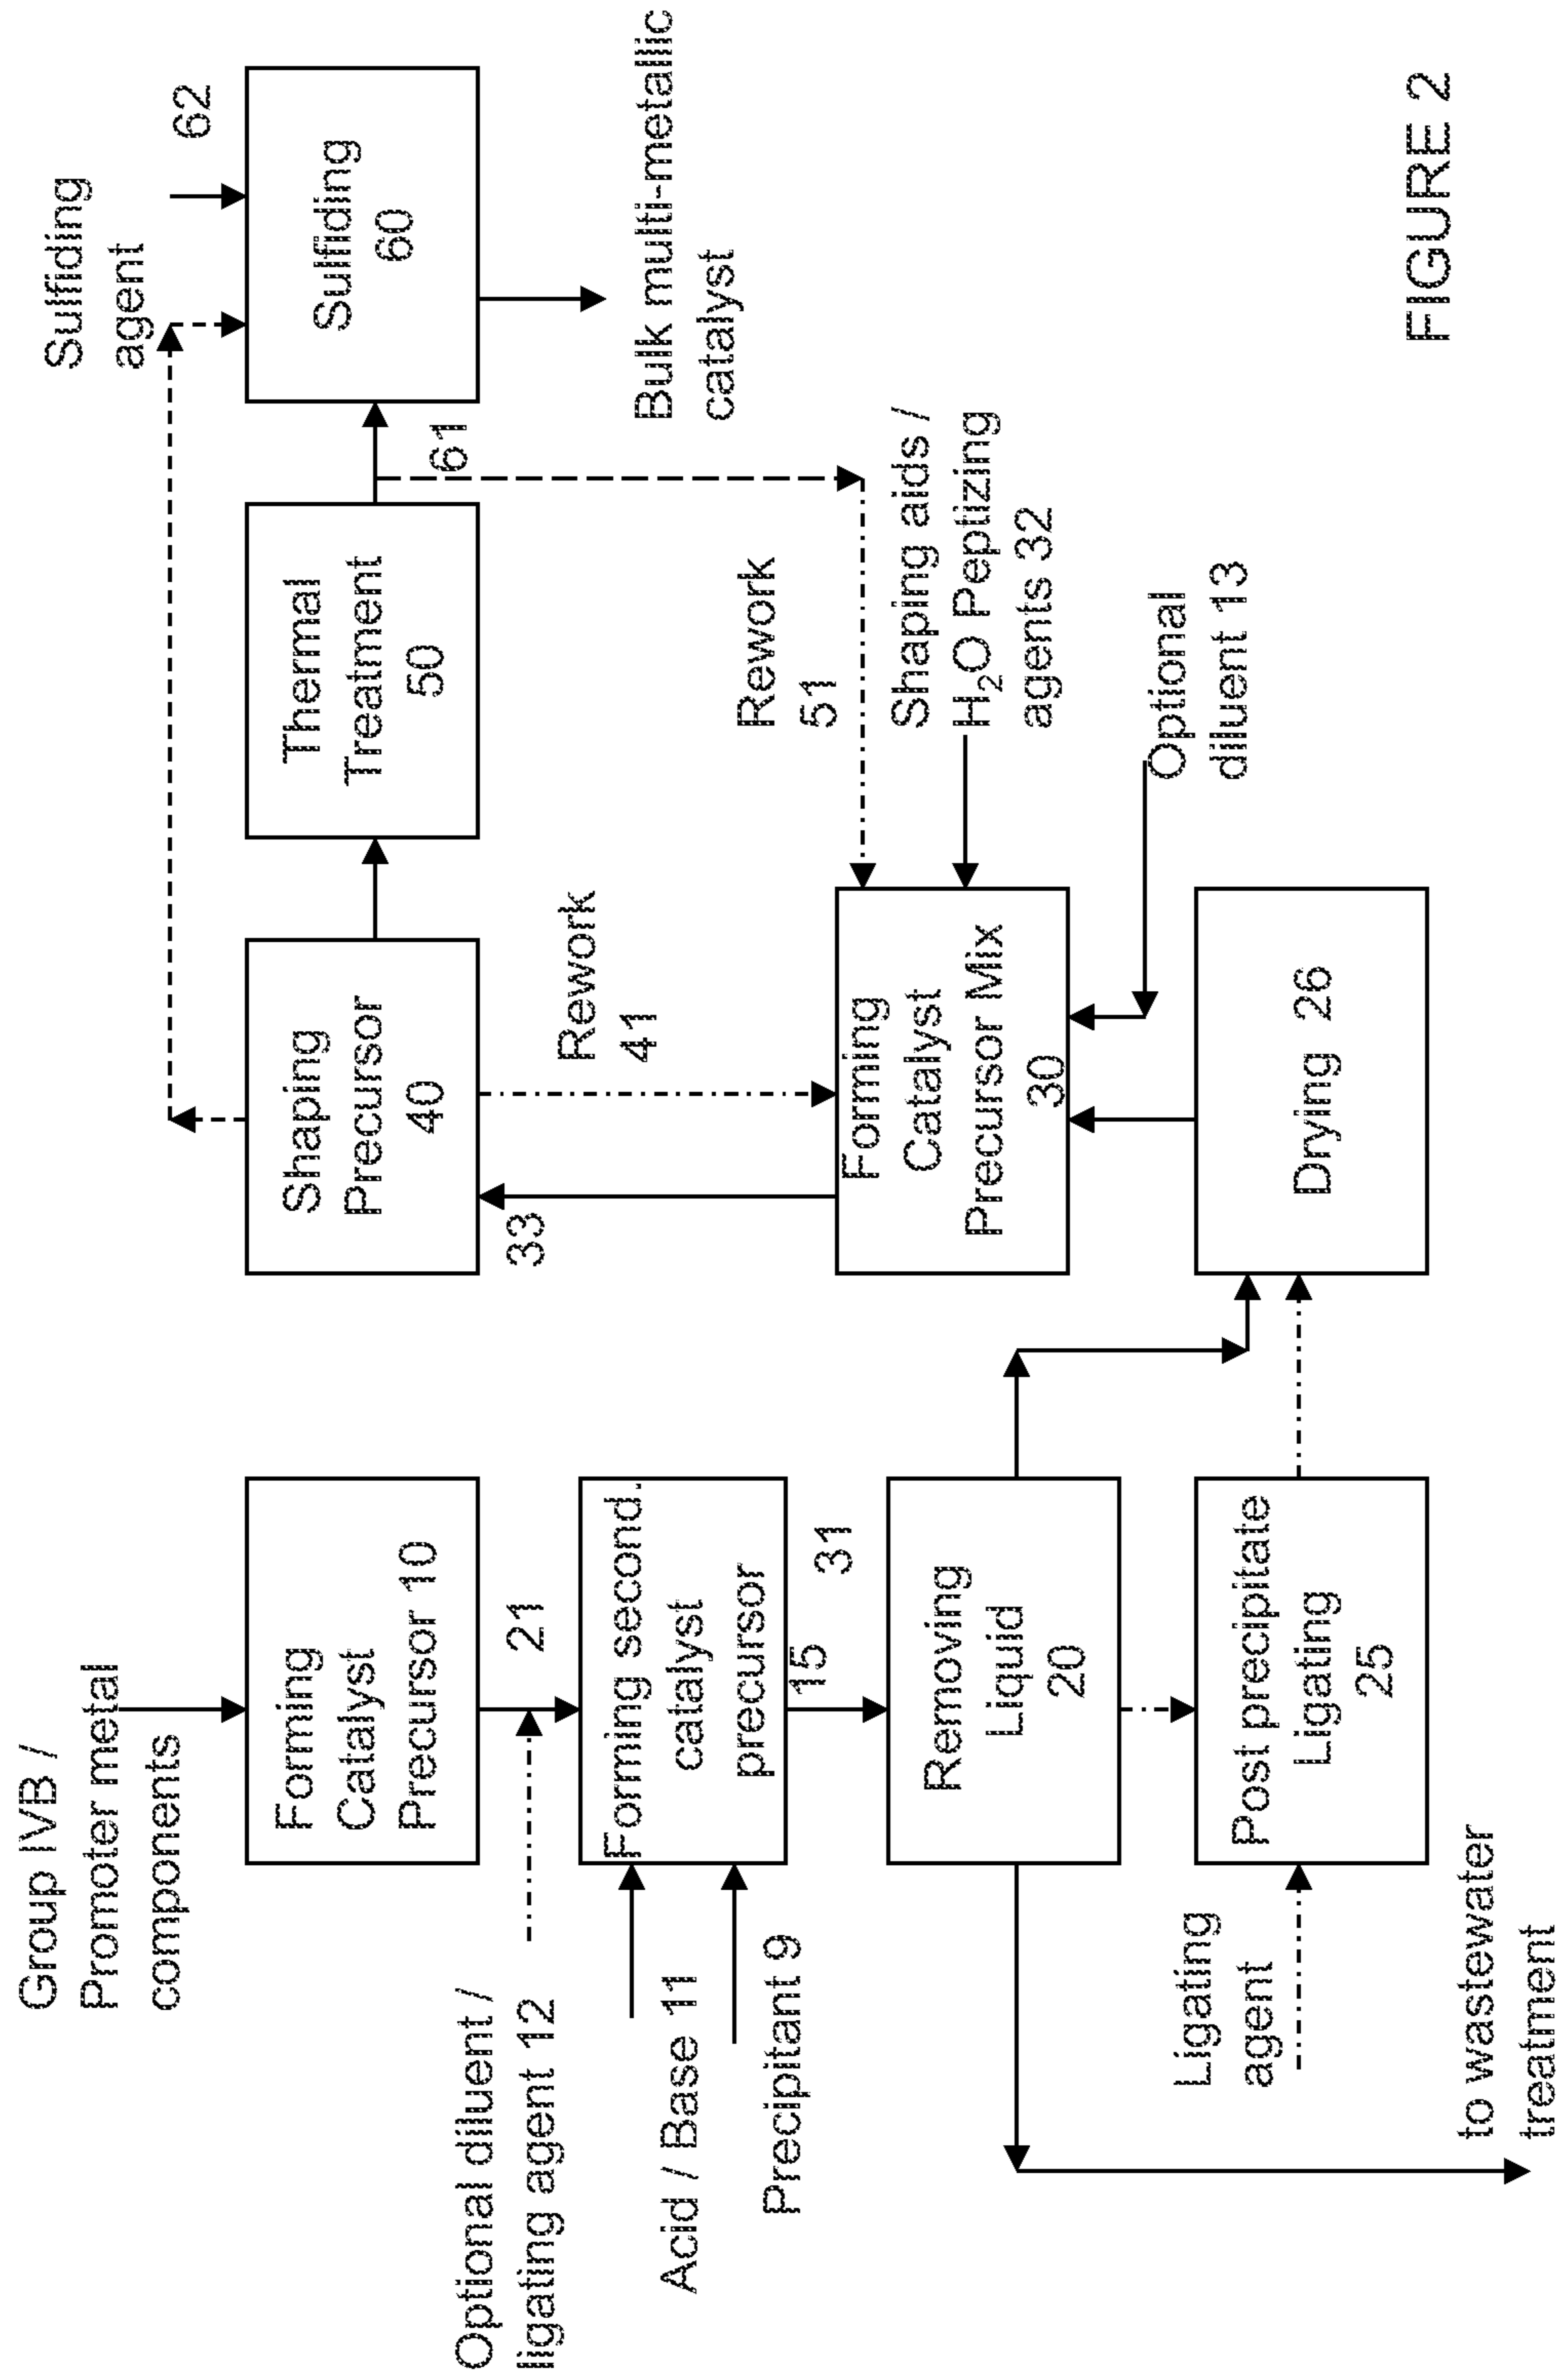 Group IVB /
Promoter metal
components
Forming
Catalyst
Precursor 10
21
Optional diluent /
ligating agent 12
Acid / Base 11
Precipitant 9
Forming second.
catalyst
precursor
15
31
Removing
Liquid
20
to wastewater
treatment
Ligating
agent
Post precipitate
Ligating
25
Drying 26
Optional
diluent 13
Shaping aids /
H₂O Peptizing
agents 32
Forming
Catalyst
Precursor Mix
30
33
Rework
41
Rework
51
Shaping
Precursor
40
Thermal
Treatment
50
61
Sulfiding
agent
62
Sulfiding
60
Bulk multi-metallic
catalyst
FIGURE 2